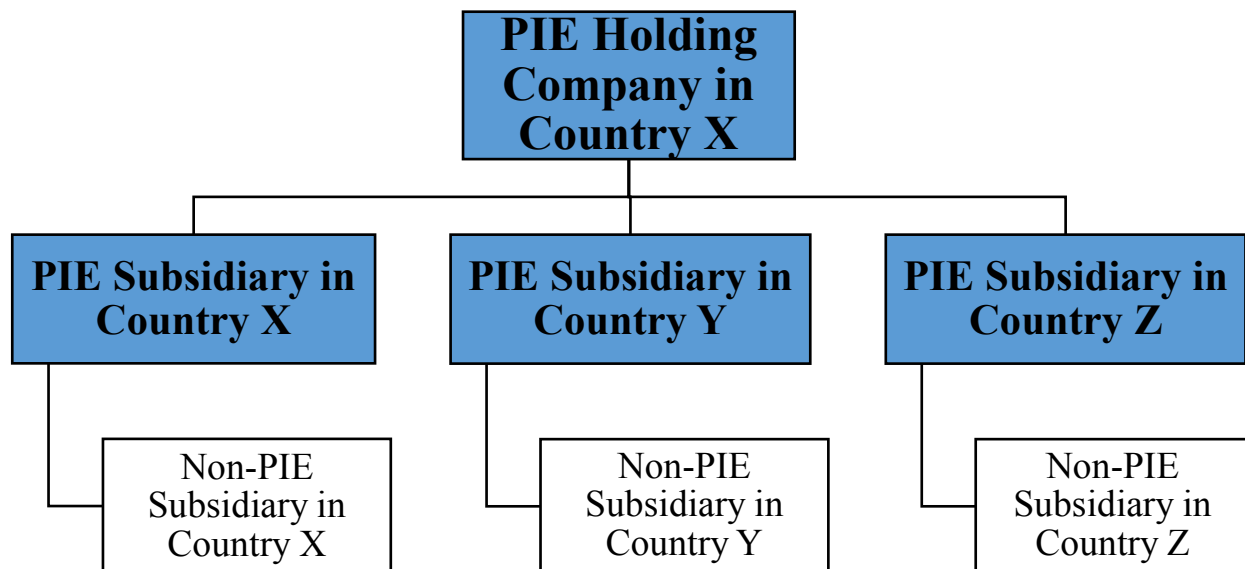 PIE Holding
Company in
Country X
PIE Subsidiary in
Country X
PIE Subsidiary in
Country Y
PIE Subsidiary in
Country Z
Non-PIE
Subsidiary in
Country X
Non-PIE
Subsidiary in
Country Y
Non-PIE
Subsidiary in
Country Z